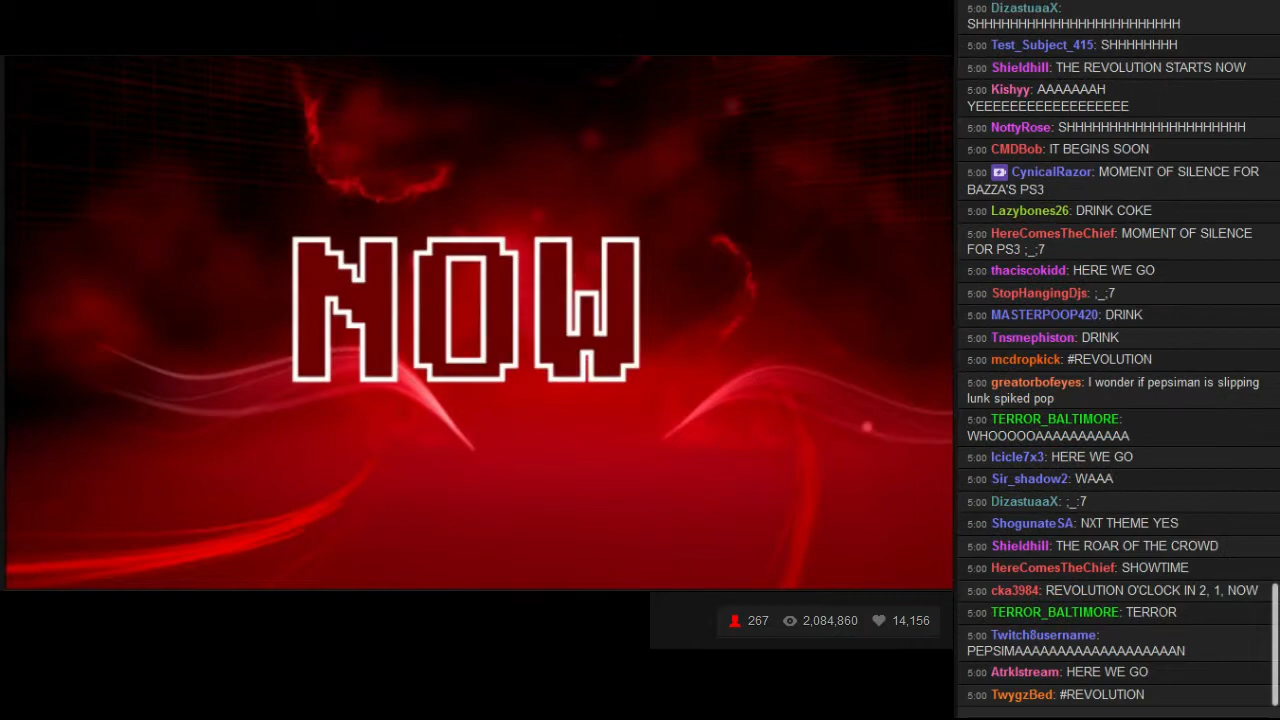 NOW
267 2,084,860 14,156
5:00 DizastuaaX:
SHHHHHHHHHHHHHHHHHHHHHHH
5:00 Test_Subject_415: SHHHHHHHH
5:00 Shieldhill: THE REVOLUTION STARTS NOW
5:00 Kishyy: AAAAAAAH
YEEEEEEEEEEEEEEEEEE
5:00 NottyRose: SHHHHHHHHHHHHHHHHHHHHH
5:00 CMDBob: IT BEGINS SOON
5:00 CynicalRazor: MOMENT OF SILENCE FOR
BAZZA'S PS3
5:00 Lazybones26: DRINK COKE
5:00 HereComesTheChief: MOMENT OF SILENCE
FOR PS3 ;_;7
5:00 thaciscokidd: HERE WE GO
5:00 StopHangingDjs: ;_;7
5:00 MASTERPOOP420: DRINK
5:00 Tnsmephiston: DRINK
5:00 mcdropkick: #REVOLUTION
5:00 greatorbofeyes: I wonder if pepsiman is slipping
lunk spiked pop
5:00 TERROR_BALTIMORE:
WHOOOOOAAAAAAAAAAA
5:00 Icicle7x3: HERE WE GO
5:00 Sir_shadow2: WAAA
5:00 DizastuaaX: ;_;7
5:00 ShogunateSA: NXT THEME YES
5:00 Shieldhill: THE ROAR OF THE CROWD
5:00 HereComesTheChief: SHOWTIME
5:00 cka3984: REVOLUTION O'CLOCK IN 2, 1, NOW
5:00 TERROR_BALTIMORE: TERROR
5:00 Twitch8username:
PEPSIMAAAAAAAAAAAAAAAAAAAN
5:00 Atrklstream: HERE WE GO
5:00 TwygzBed: #REVOLUTION